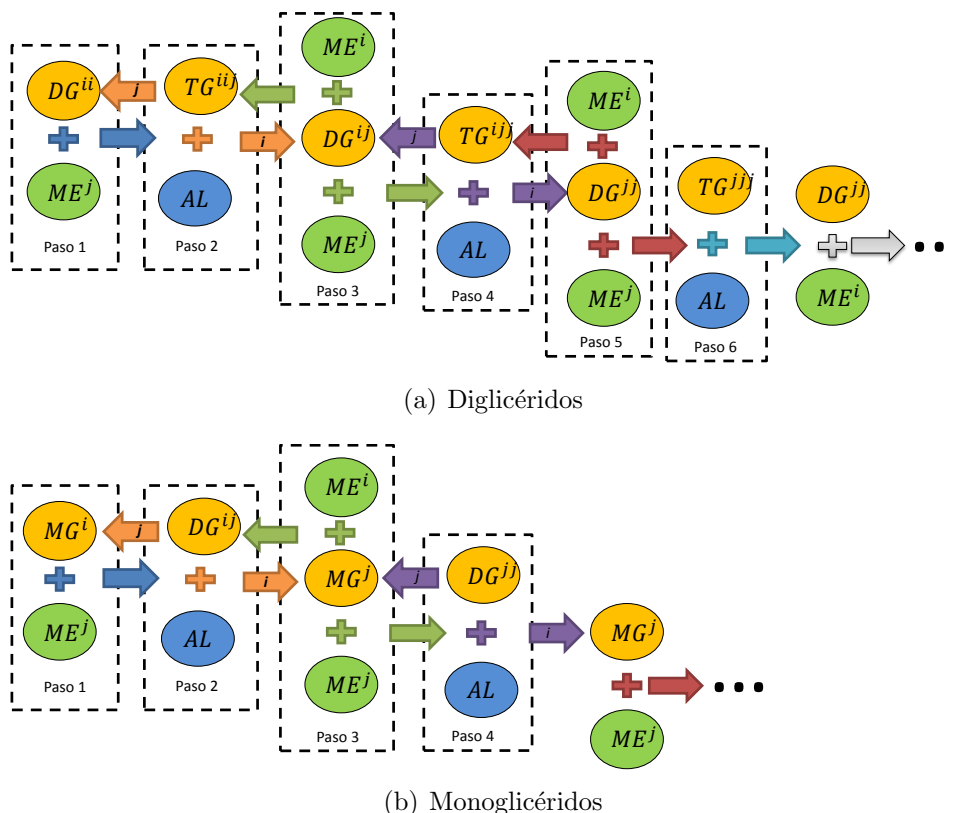 DG^{ii}
ME^j
Paso 1
j
TG^{iij}
AL
Paso 2
i
ME^i
DG^{ij}
ME^j
Paso 3
j
TG^{ijj}
AL
Paso 4
i
ME^i
DG^{jj}
ME^j
Paso 5
TG^{jjj}
AL
Paso 6
DG^{jj}
ME^i
(a) Diglicéridos
MG^i
ME^j
Paso 1
j
DG^{ij}
AL
Paso 2
i
ME^i
MG^j
ME^j
Paso 3
j
DG^{jj}
AL
Paso 4
i
MG^j
ME^j
(b) Monoglicéridos